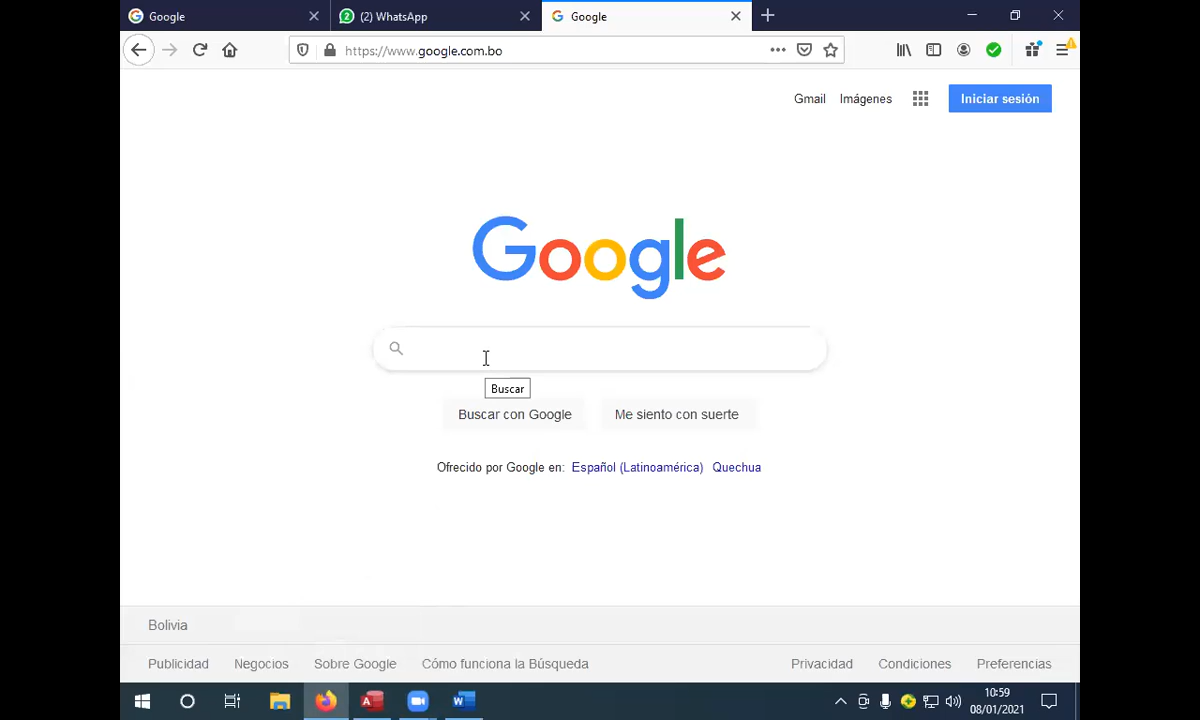 Google
(2) WhatsApp
Google
https://www.google.com.bo
Gmail Imágenes Iniciar sesión
Google
Buscar
Buscar con Google Me siento con suerte
Ofrecido por Google en: Español (Latinoamérica) Quechua
Bolivia
Publicidad Negocios Sobre Google Cómo funciona la Búsqueda Privacidad Condiciones Preferencias
10:59
08/01/2021